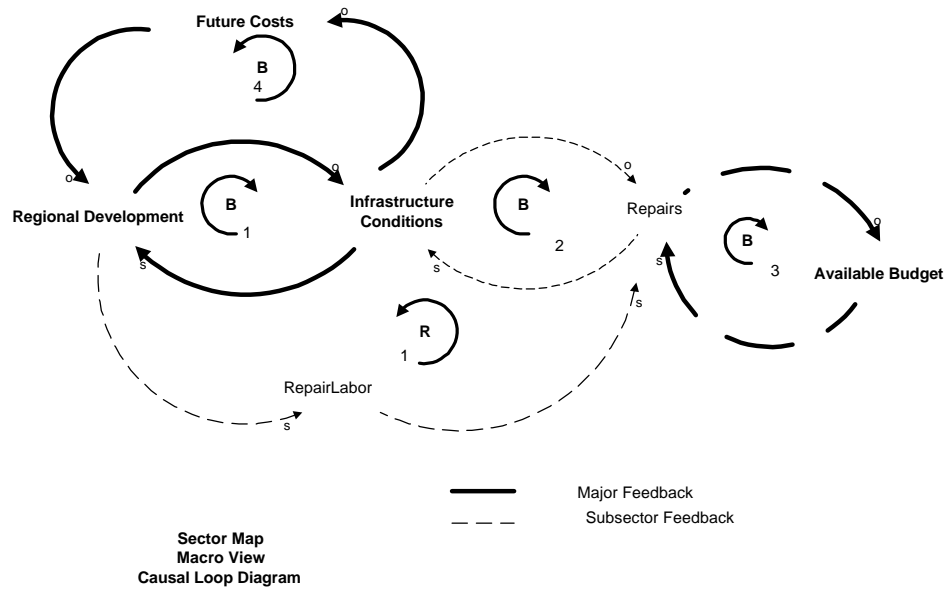 Future Costs
o
B
4
o
o
Regional Development
B
1
Infrastructure
Conditions
B
2
o
Repairs
B
3
o
Available Budget
s
s
s
s
R
1
RepairLabor
s
Major Feedback
Subsector Feedback
Sector Map
Macro View
Causal Loop Diagram